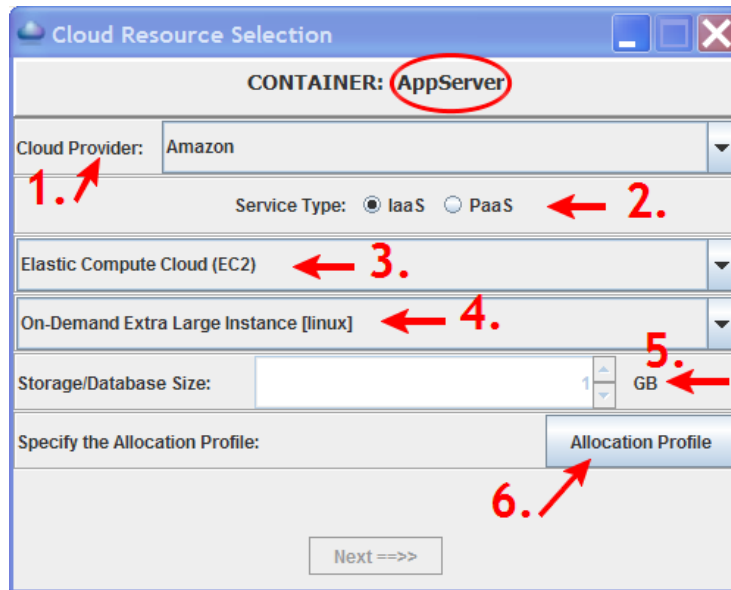 Cloud Resource Selection
CONTAINER: AppServer
Cloud Provider: Amazon
1.
Service Type: IaaS PaaS 2.
Elastic Compute Cloud (EC2) 3.
On-Demand Extra Large Instance [linux] 4.
5.
Storage/Database Size: 1 GB
Specify the Allocation Profile: Allocation Profile
6.
Next ==>>